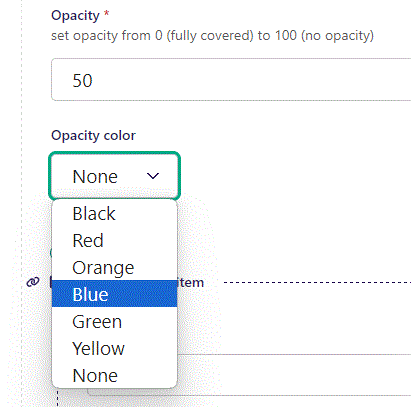 Opacity *
set opacity from 0 (fully covered) to 100 (no opacity)
50
Opacity color
None
Black
Red
Orange
Blue
Green
Yellow
None
item